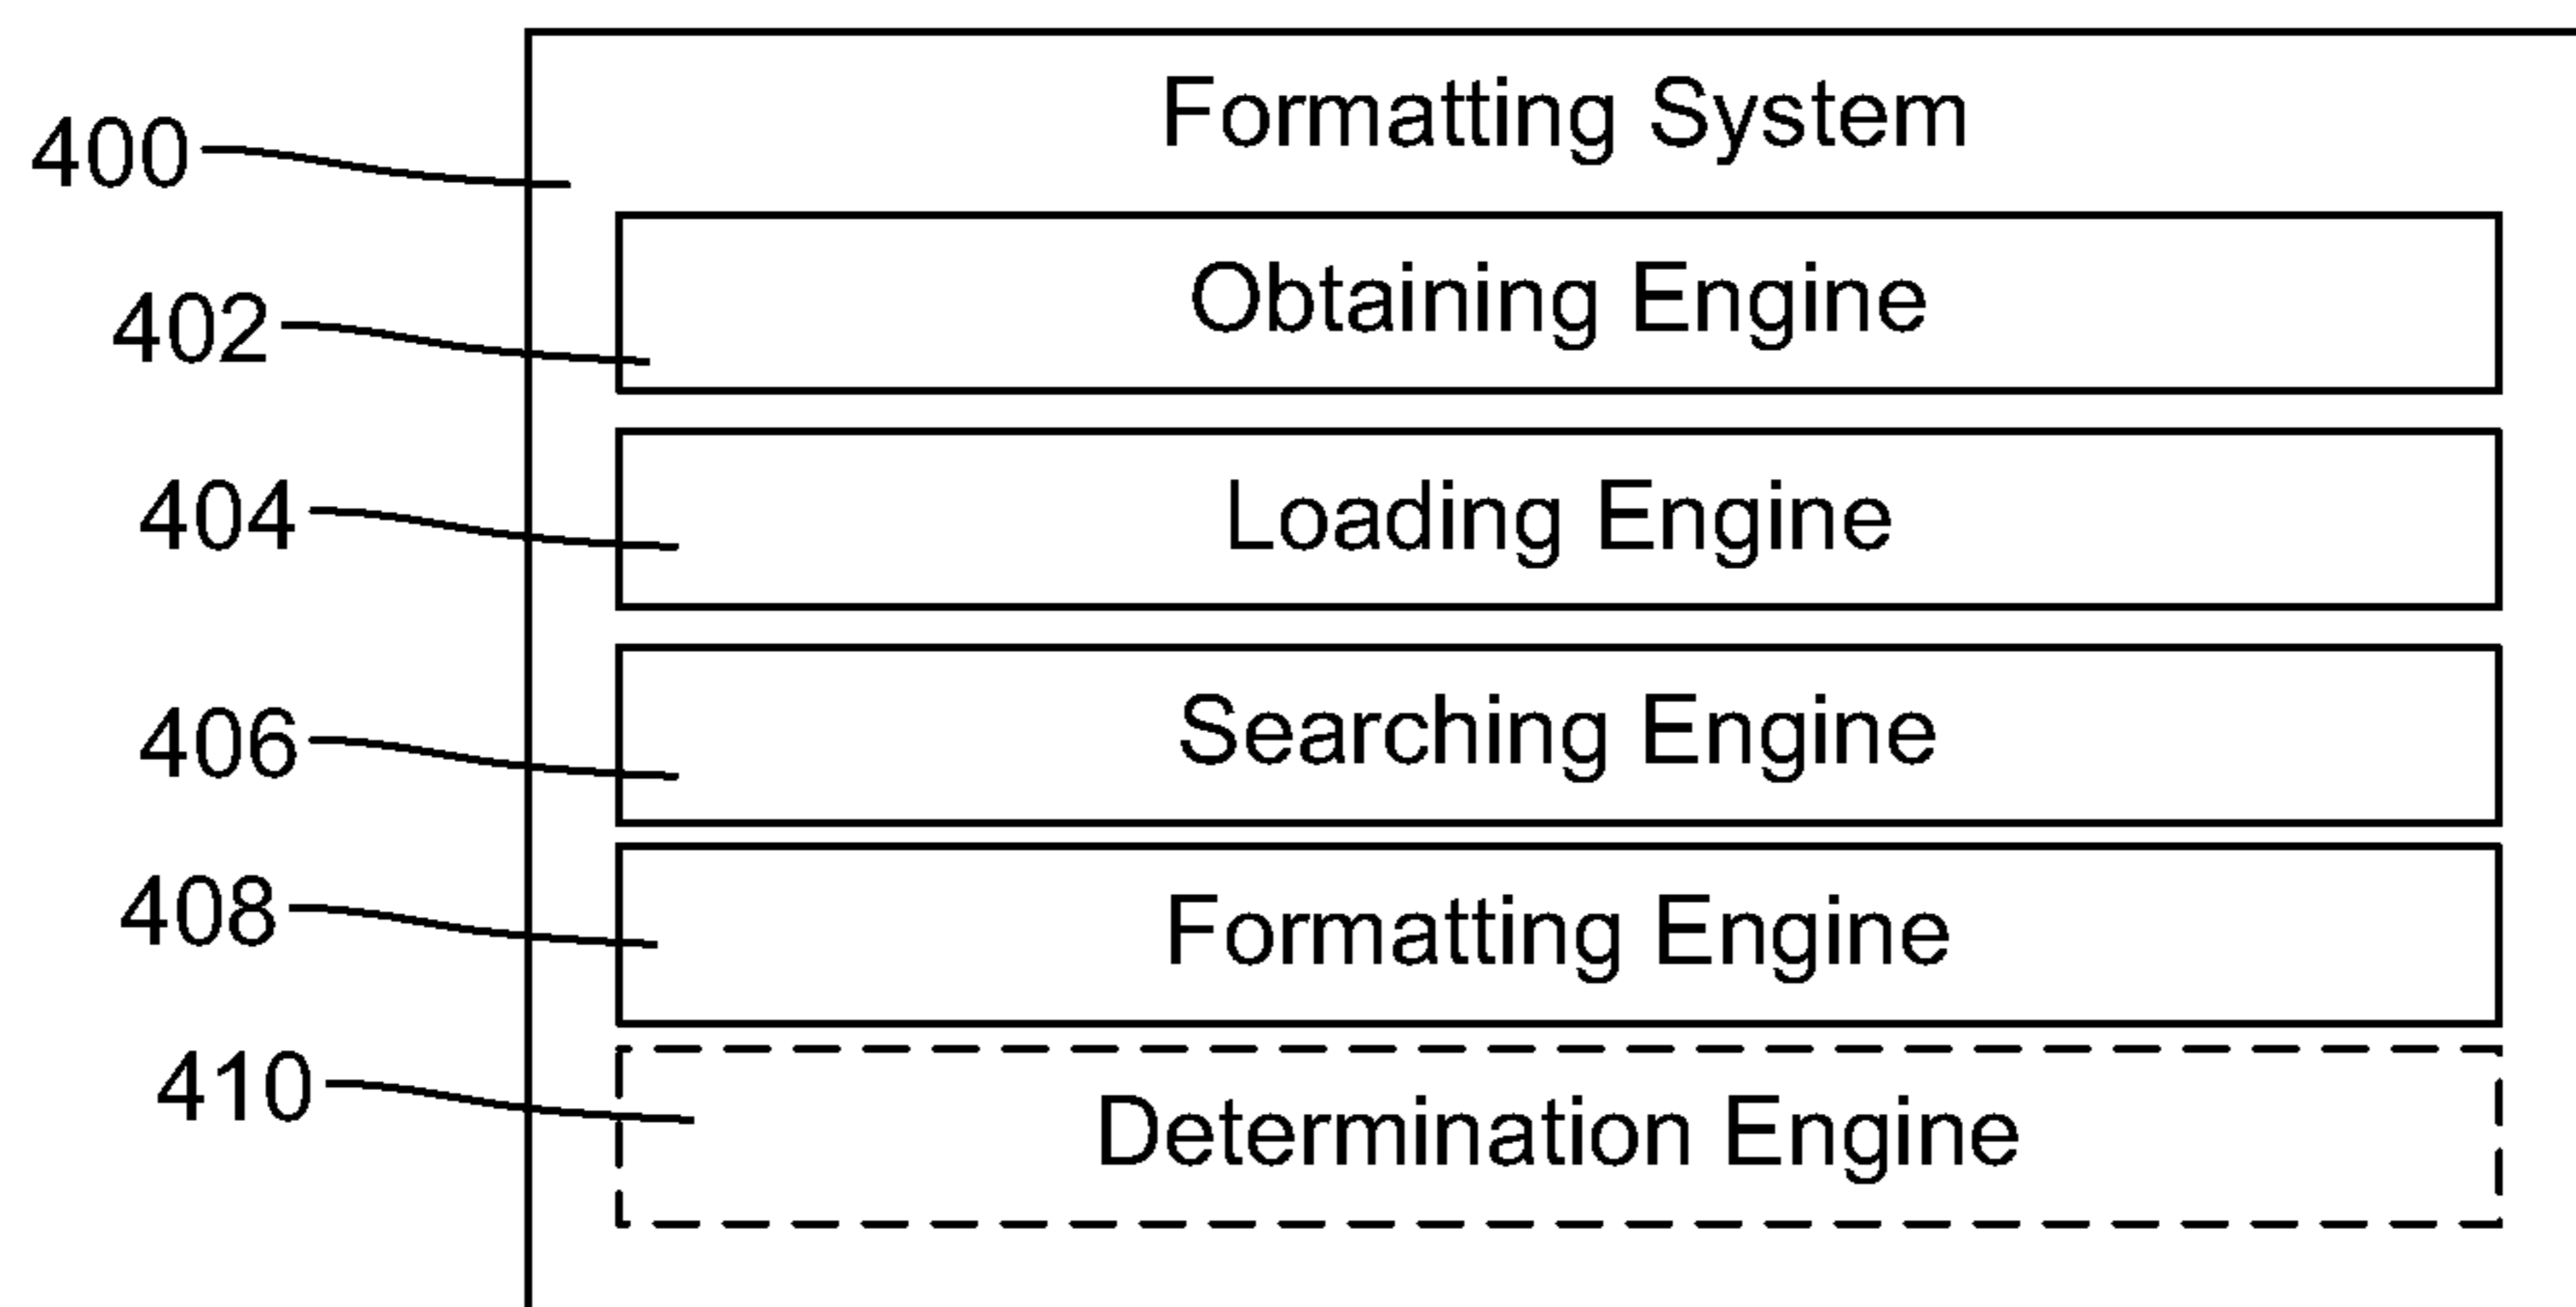 Formatting System
400
Obtaining Engine
402
Loading Engine
404
Searching Engine
406
Formatting Engine
408
Determination Engine
410